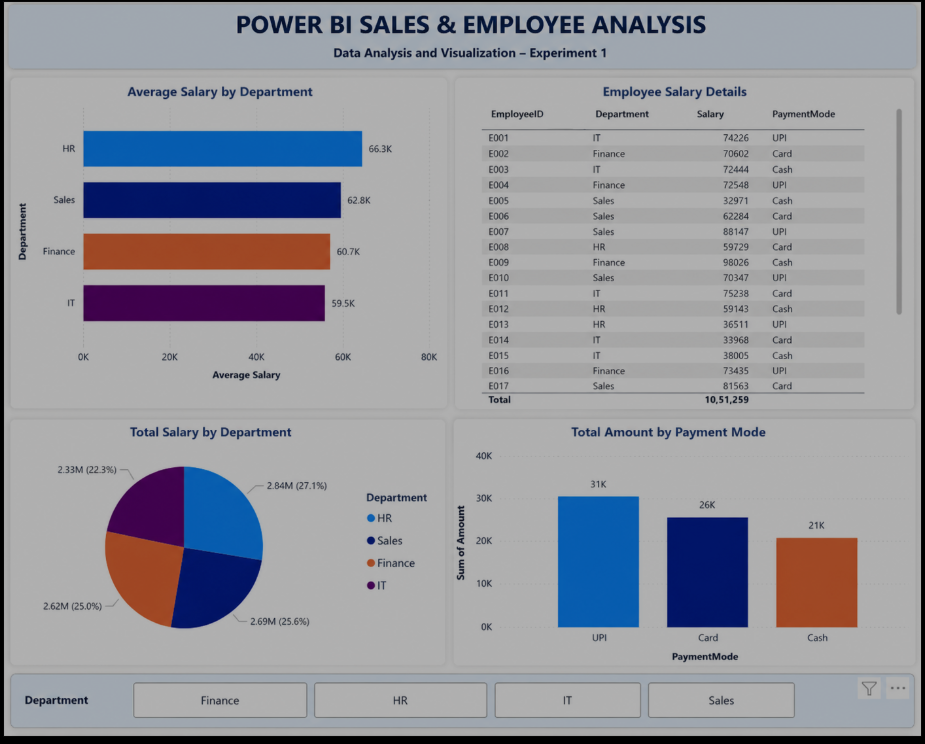 POWER BI SALES & EMPLOYEE ANALYSIS
Data Analysis and Visualization – Experiment 1
Average Salary by Department
Department
HR 66.3K
Sales 62.8K
Finance 60.7K
IT 59.5K
0K 20K 40K 60K 80K
Average Salary
Employee Salary Details
EmployeeID Department Salary PaymentMode
E001 IT 74226 UPI
E002 Finance 70602 Card
E003 IT 72444 Cash
E004 Finance 72548 UPI
E005 Sales 32971 Cash
E006 Sales 62284 Card
E007 Sales 88147 UPI
E008 HR 59729 Card
E009 Finance 98026 Cash
E010 Sales 70347 UPI
E011 IT 75238 Card
E012 HR 59143 Cash
E013 HR 36511 UPI
E014 IT 33968 Card
E015 IT 38005 Cash
E016 Finance 73435 UPI
E017 Sales 81563 Card
Total 10,51,259
Total Salary by Department
2.33M (22.3%)
2.84M (27.1%)
2.62M (25.0%)
2.69M (25.6%)
Department
HR
Sales
Finance
IT
Total Amount by Payment Mode
Sum of Amount
40K
30K
20K
10K
0K
31K
26K
21K
UPI Card Cash
PaymentMode
Department Finance HR IT Sales